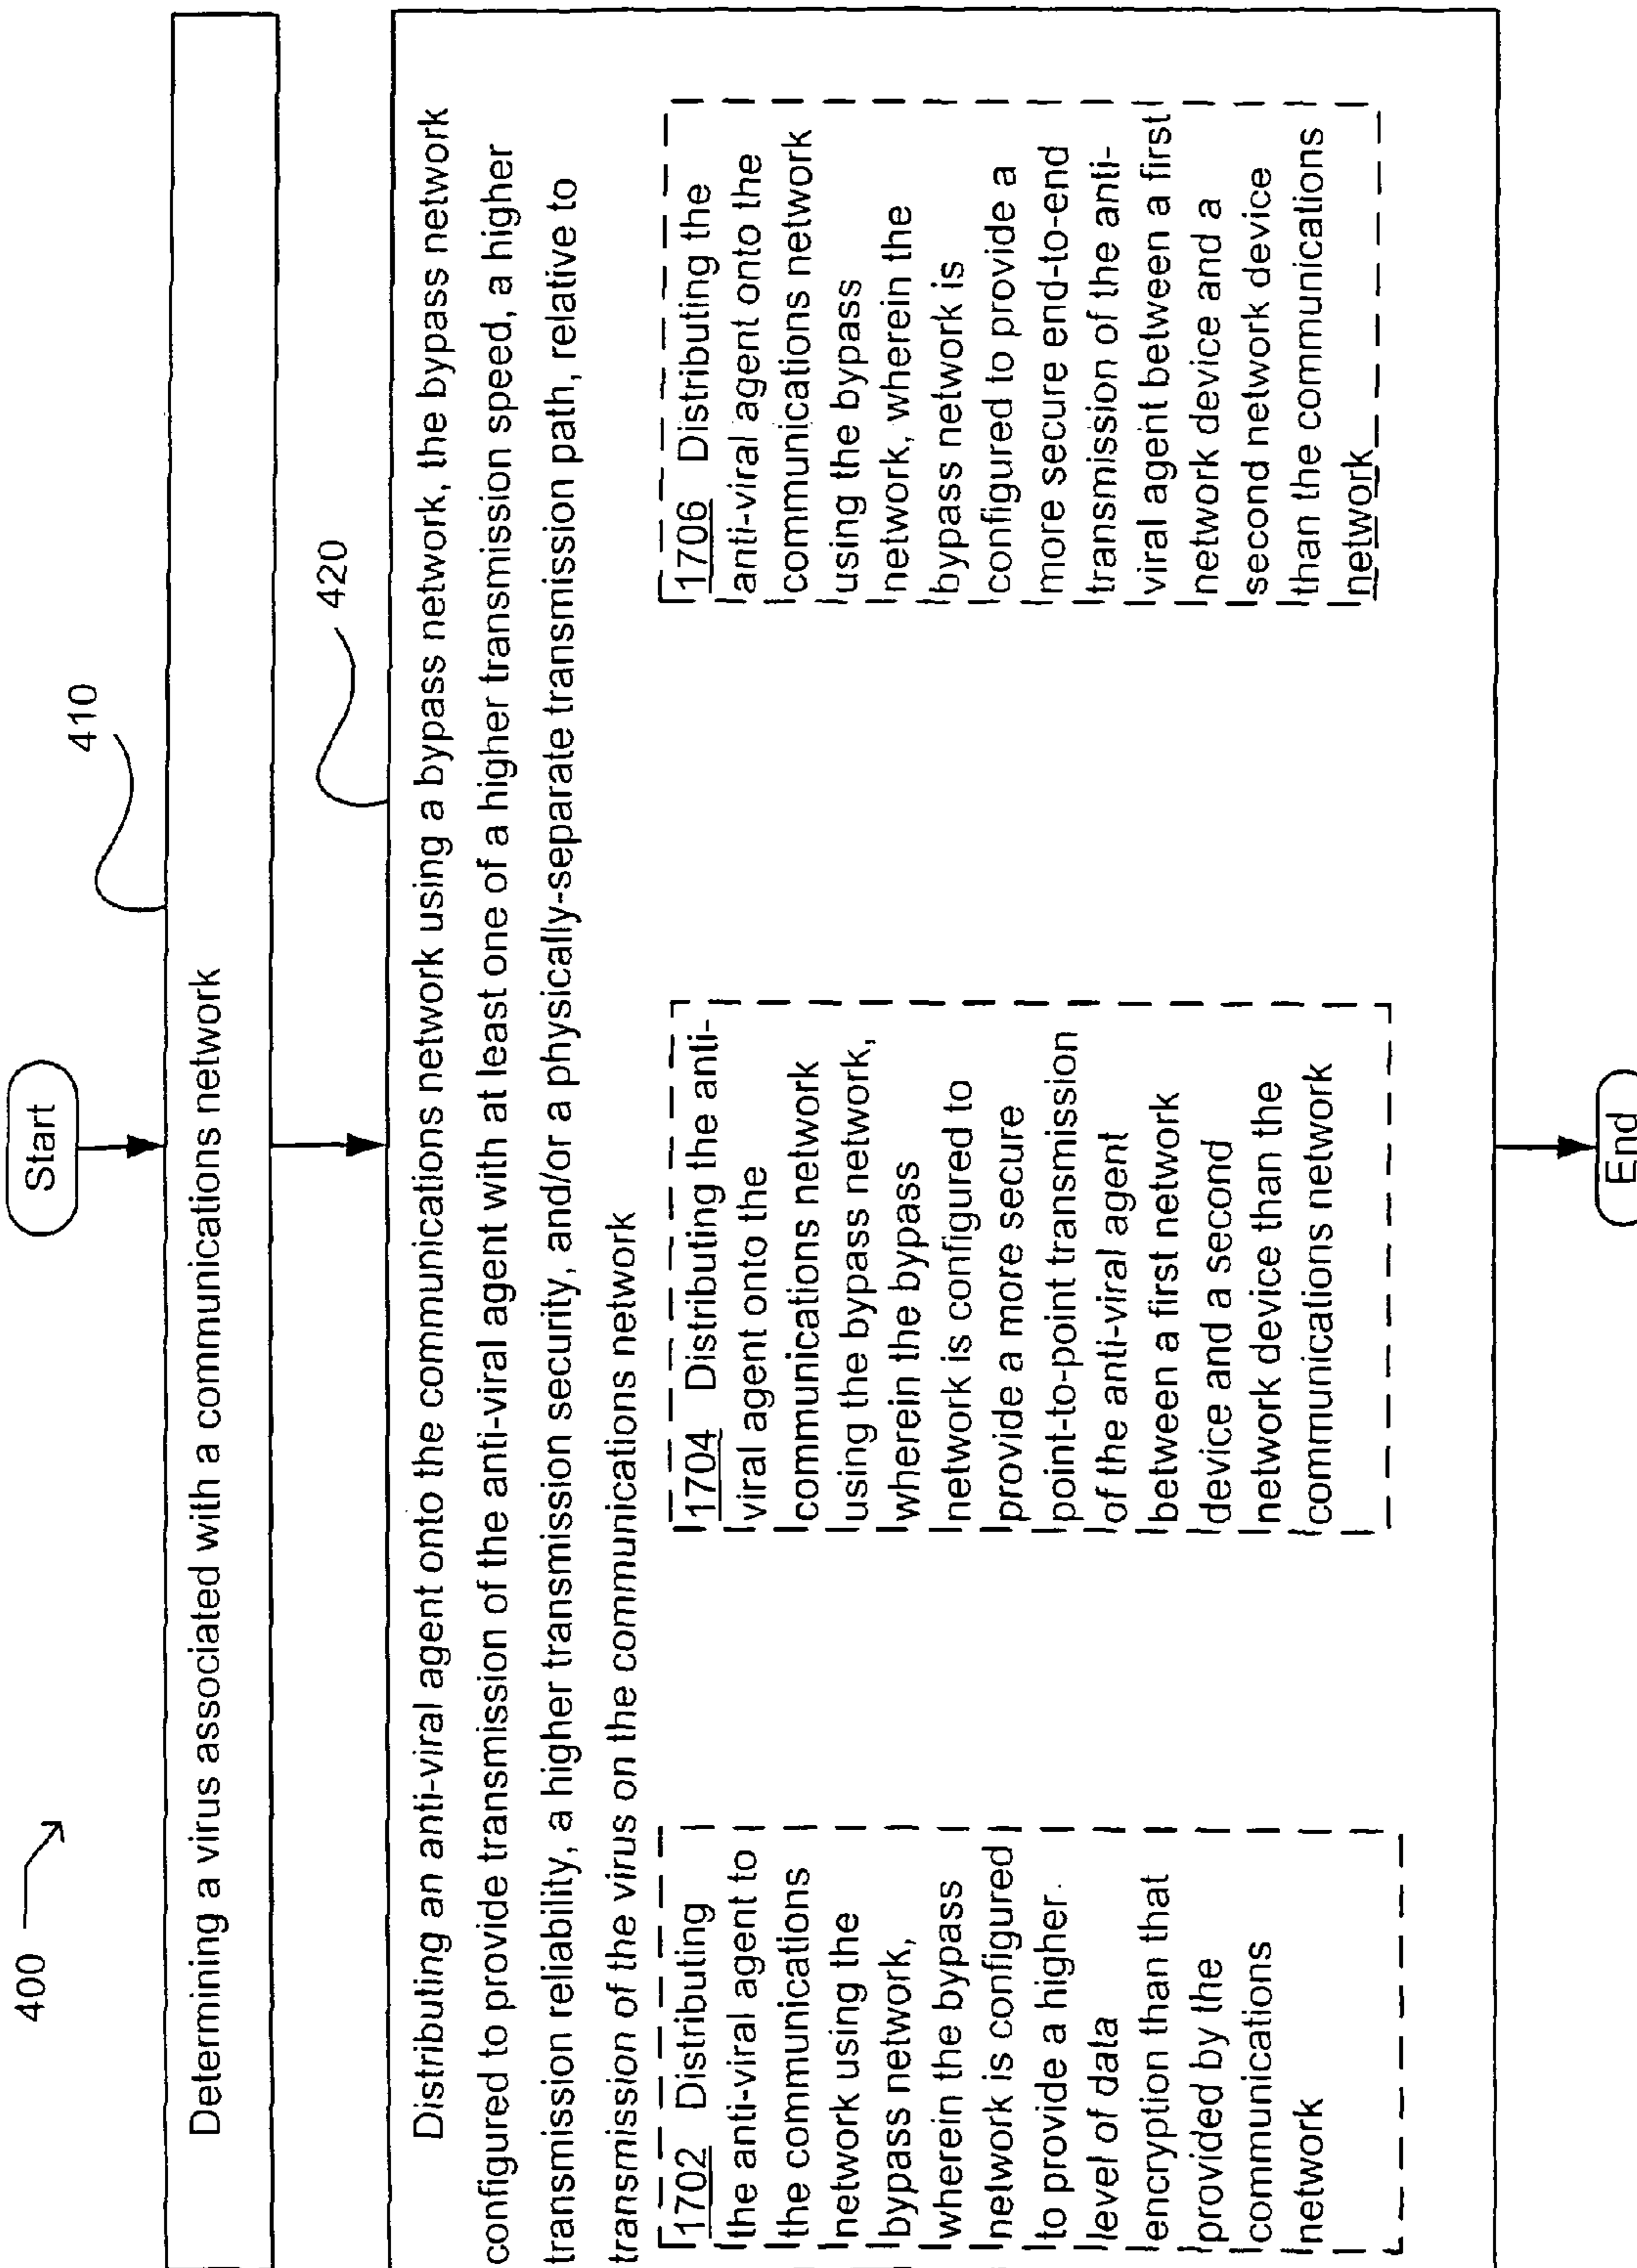 400
Start
410
Determining a virus associated with a communications network
420
Distributing an anti-viral agent onto the communications network using a bypass network, the bypass network
configured to provide transmission of the anti-viral agent with at least one of a higher transmission speed, a higher
transmission reliability, a higher transmission security, and/or a physically-separate transmission path, relative to
transmission of the virus on the communications network
1702 Distributing
the anti-viral agent to
the communications
network using the
bypass network,
wherein the bypass
network is configured
to provide a higher
level of data
encryption than that
provided by the
communications
network
1704 Distributing the anti-
viral agent onto the
communications network
using the bypass network,
wherein the bypass
network is configured to
provide a more secure
point-to-point transmission
of the anti-viral agent
between a first network
device and a second
network device than the
communications network
1706 Distributing the
anti-viral agent onto the
communications network
using the bypass
network, wherein the
bypass network is
configured to provide a
more secure end-to-end
transmission of the anti-
viral agent between a first
network device and a
second network device
than the communications
network
End